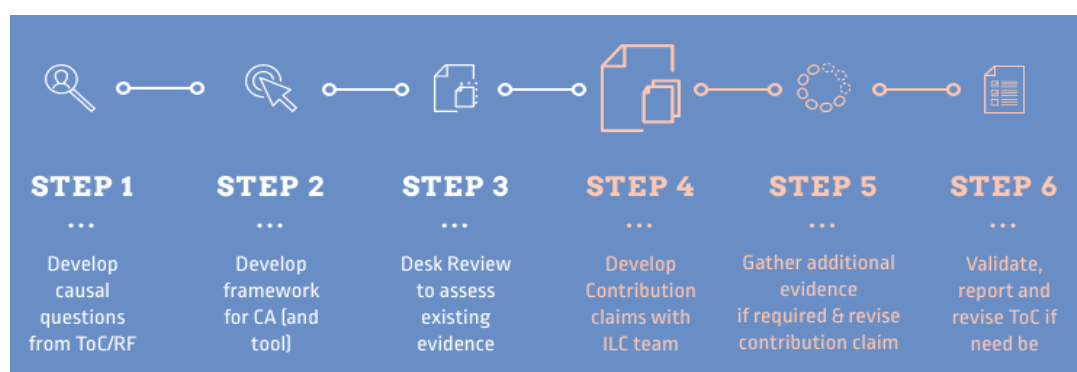 STEP 1
...
Develop
causal
questions
from ToC/RF
STEP 2
...
Develop
framework
for CA (and
tool)
STEP 3
...
Desk Review
to assess
existing
evidence
STEP 4
...
Develop
Contribution
claims with
ILC team
STEP 5
...
Gather additional
evidence
if required & revise
contribution claim
STEP 6
...
Validate,
report and
revise ToC if
need be